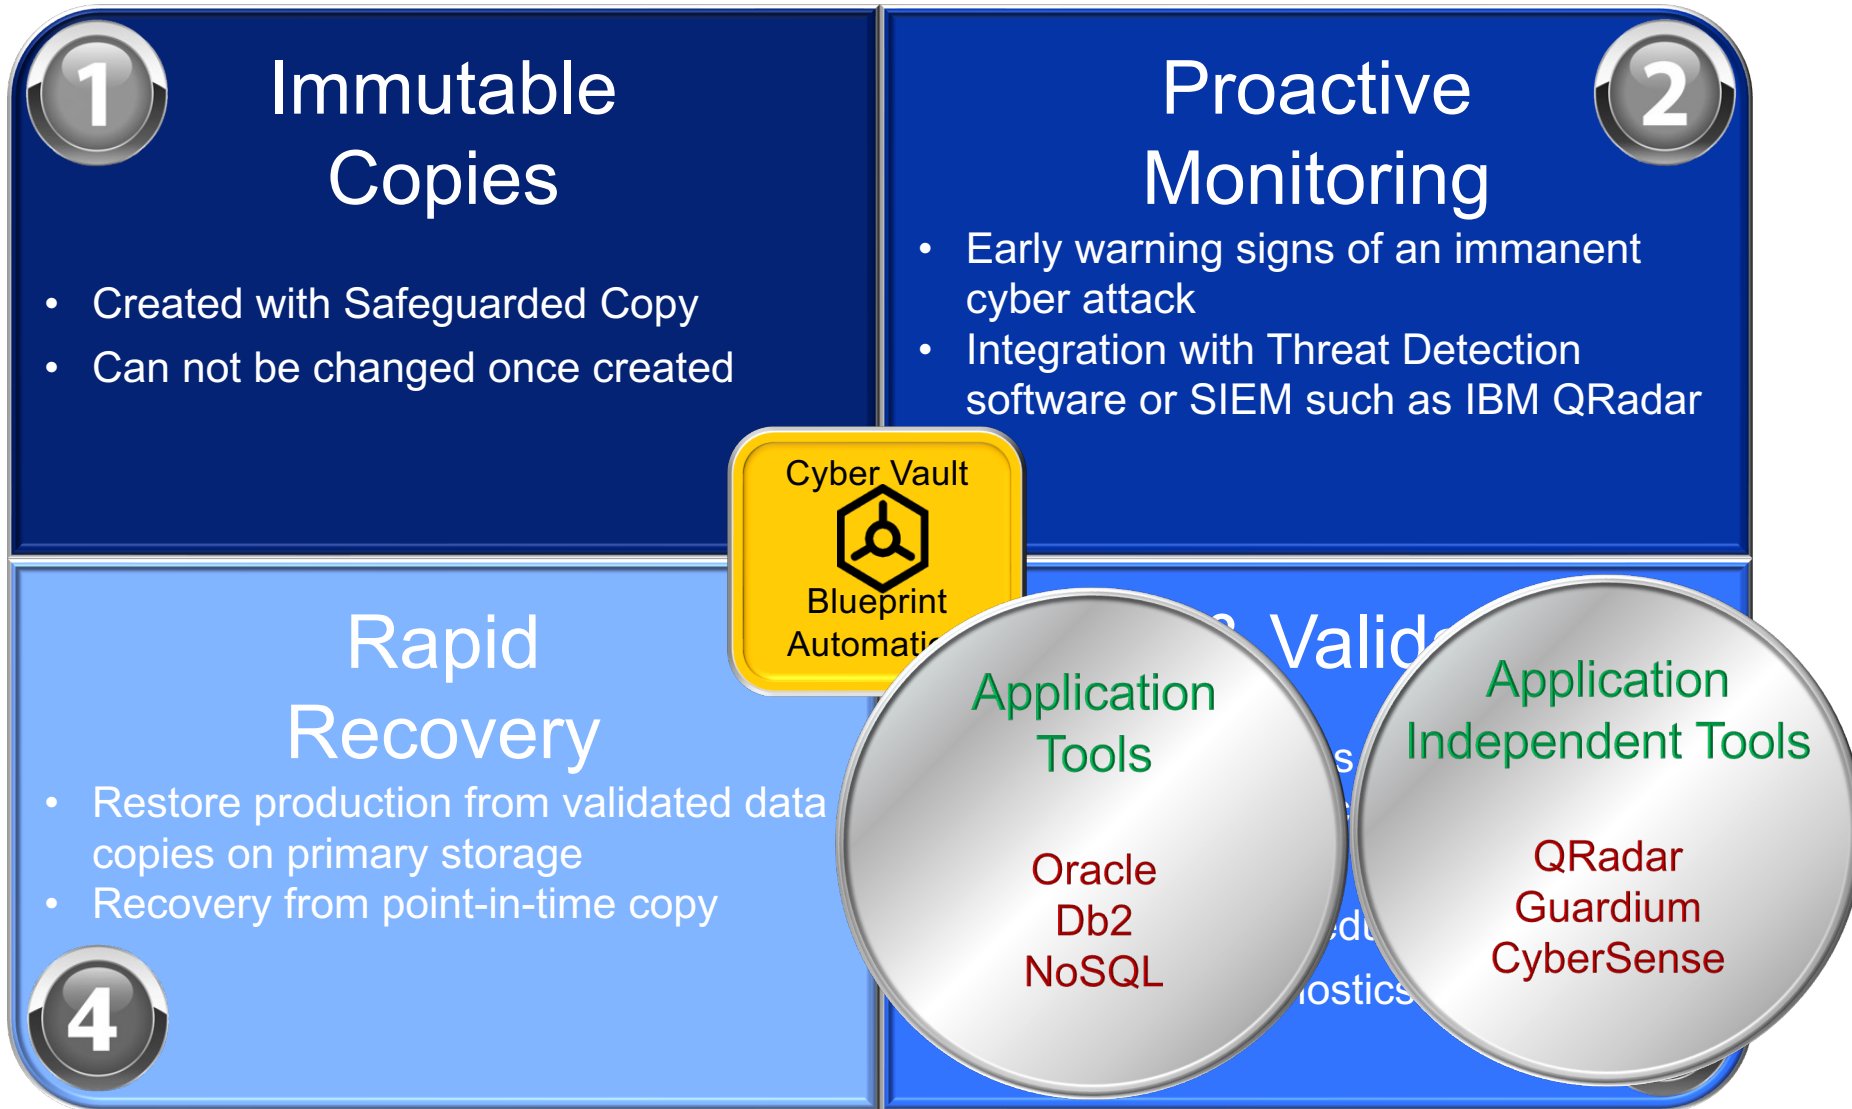 1
Immutable
Copies
• Created with Safeguarded Copy
• Can not be changed once created
2
Proactive
Monitoring
• Early warning signs of an immanent
cyber attack
• Integration with Threat Detection
software or SIEM such as IBM QRadar
Cyber Vault
Blueprint
4
Rapid
Recovery
• Restore production from validated data
copies on primary storage
• Recovery from point-in-time copy
Application
Tools
Oracle
Db2
NoSQL
Application
Independent Tools
QRadar
Guardium
CyberSense